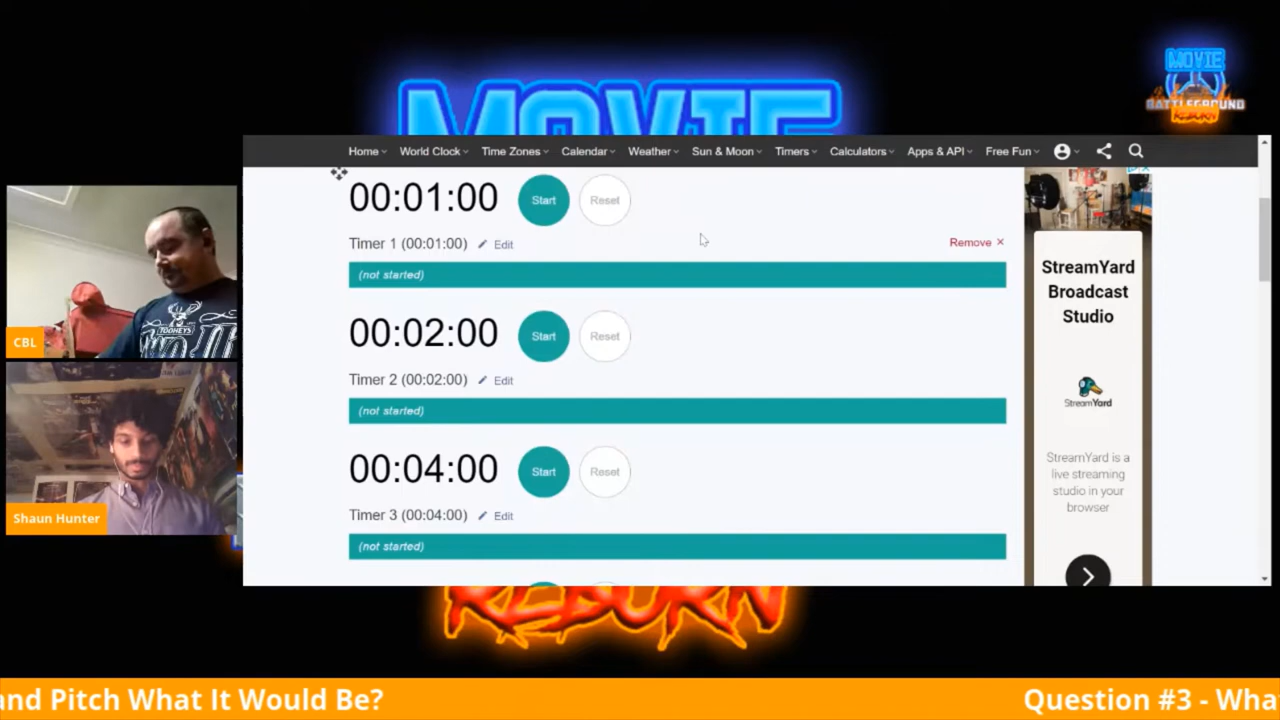 MOVIE
MOVIE
BATTLEGROUND
REBORN
Home World Clock Time Zones Calendar Weather Sun & Moon Timers Calculators Apps & API Free Fun
00:01:00 Start Reset
Timer 1 (00:01:00) Edit Remove ×
(not started)
00:02:00 Start Reset
Timer 2 (00:02:00) Edit
(not started)
00:04:00 Start Reset
Timer 3 (00:04:00) Edit
(not started)
StreamYard
Broadcast
Studio
StreamYard
StreamYard is a
live streaming
studio in your
browser
CBL
TOOHEYS
Shaun Hunter
REBORN
and Pitch What It Would Be? Question #3 - Wha